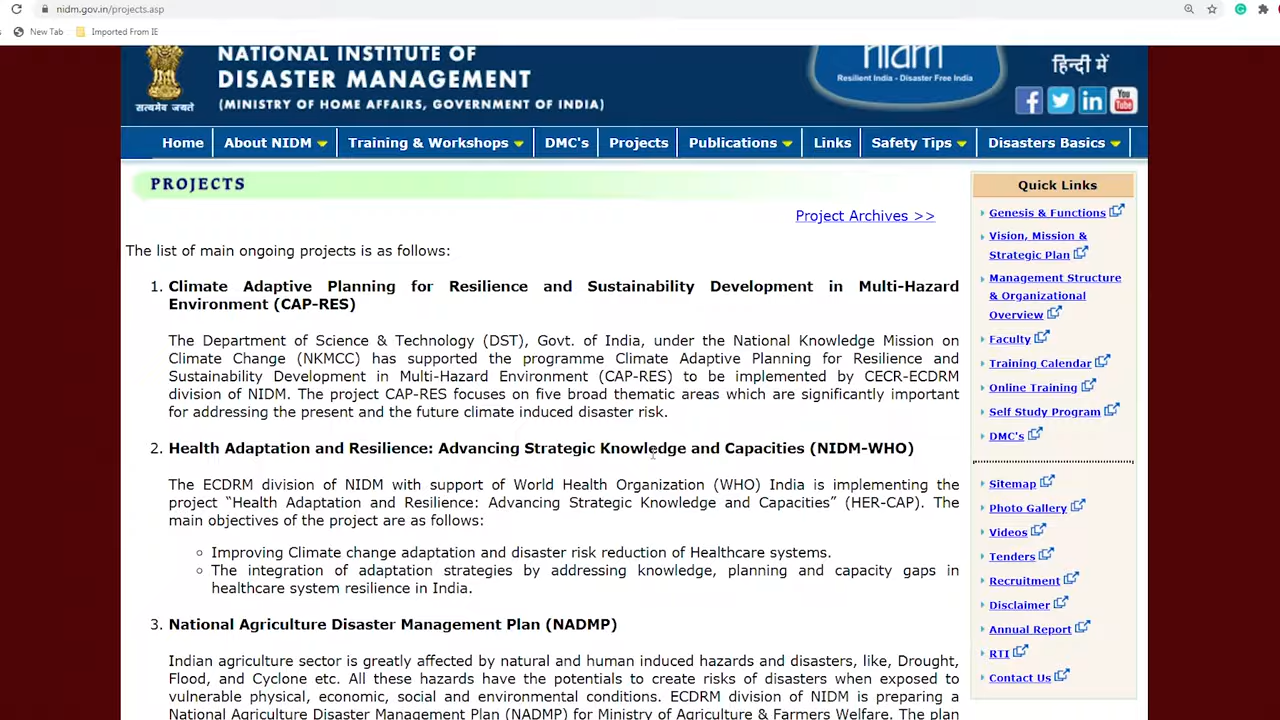 nidm.gov.in/projects.asp
New Tab
Imported From IE
सत्यमेव जयते
NATIONAL INSTITUTE OF
DISASTER MANAGEMENT
(MINISTRY OF HOME AFFAIRS, GOVERNMENT OF INDIA)
nidm
Resilient India - Disaster Free India
हिन्दी में
You
Tube
Home
About NIDM
Training & Workshops
DMC's
Projects
Publications
Links
Safety Tips
Disasters Basics
PROJECTS
Project Archives >>
The list of main ongoing projects is as follows:
1. Climate Adaptive Planning for Resilience and Sustainability Development in Multi-Hazard
Environment (CAP-RES)
The Department of Science & Technology (DST), Govt. of India, under the National Knowledge Mission on
Climate Change (NKMCC) has supported the programme Climate Adaptive Planning for Resilience and
Sustainability Development in Multi-Hazard Environment (CAP-RES) to be implemented by CECR-ECDRM
division of NIDM. The project CAP-RES focuses on five broad thematic areas which are significantly important
for addressing the present and the future climate induced disaster risk.
2. Health Adaptation and Resilience: Advancing Strategic Knowledge and Capacities (NIDM-WHO)
The ECDRM division of NIDM with support of World Health Organization (WHO) India is implementing the
project “Health Adaptation and Resilience: Advancing Strategic Knowledge and Capacities” (HER-CAP). The
main objectives of the project are as follows:
Improving Climate change adaptation and disaster risk reduction of Healthcare systems.
The integration of adaptation strategies by addressing knowledge, planning and capacity gaps in
healthcare system resilience in India.
3. National Agriculture Disaster Management Plan (NADMP)
Indian agriculture sector is greatly affected by natural and human induced hazards and disasters, like, Drought,
Flood, and Cyclone etc. All these hazards have the potentials to create risks of disasters when exposed to
vulnerable physical, economic, social and environmental conditions. ECDRM division of NIDM is preparing a
National Agriculture Disaster Management Plan (NADMP) for Ministry of Agriculture & Farmers Welfare. The plan
Quick Links
Genesis & Functions
Vision, Mission &
Strategic Plan
Management Structure
& Organizational
Overview
Faculty
Training Calendar
Online Training
Self Study Program
DMC's
Sitemap
Photo Gallery
Videos
Tenders
Recruitment
Disclaimer
Annual Report
RTI
Contact Us